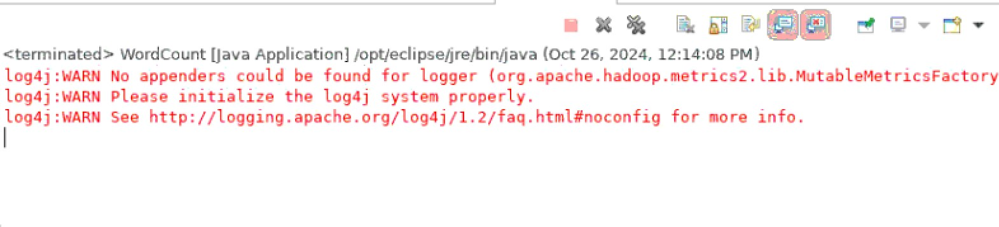 <terminated> WordCount [Java Application] /opt/eclipse/jre/bin/java (Oct 26, 2024, 12:14:08 PM)
log4j:WARN No appenders could be found for logger (org.apache.hadoop.metrics2.lib.MutableMetricsFactory
log4j:WARN Please initialize the log4j system properly.
log4j:WARN See http://logging.apache.org/log4j/1.2/faq.html#noconfig for more info.